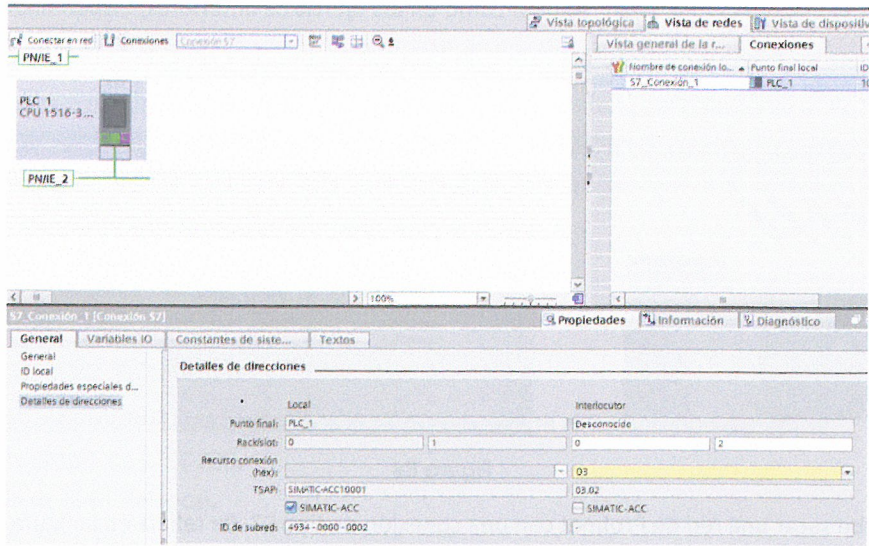 Vista topológica Vista de redes Vista de dispositiv
Conectar en red Conexiones Conexión S7
Vista general de la r... Conexiones
PN/IE_1
Nombre de conexión lo... Punto final local ID
S7_Conexión_1 PLC_1 10
PLC_1
CPU 1516-3...
PN/IE_2
100%
S7_Conexión_1 [Conexión S7]
Propiedades Información Diagnóstico
General Variables IO Constantes de siste... Textos
General
ID local
Propiedades especiales d...
Detalles de direcciones
Detalles de direcciones
Local Interlocutor
Punto final: PLC_1 Desconocido
Rack/slot: 0 1 0 2
Recurso conexión
(hex): 03
TSAP: SIMATIC-ACC10001 03.02
SIMATIC-ACC SIMATIC-ACC
ID de subred: 4934 - 0000 - 0002 -